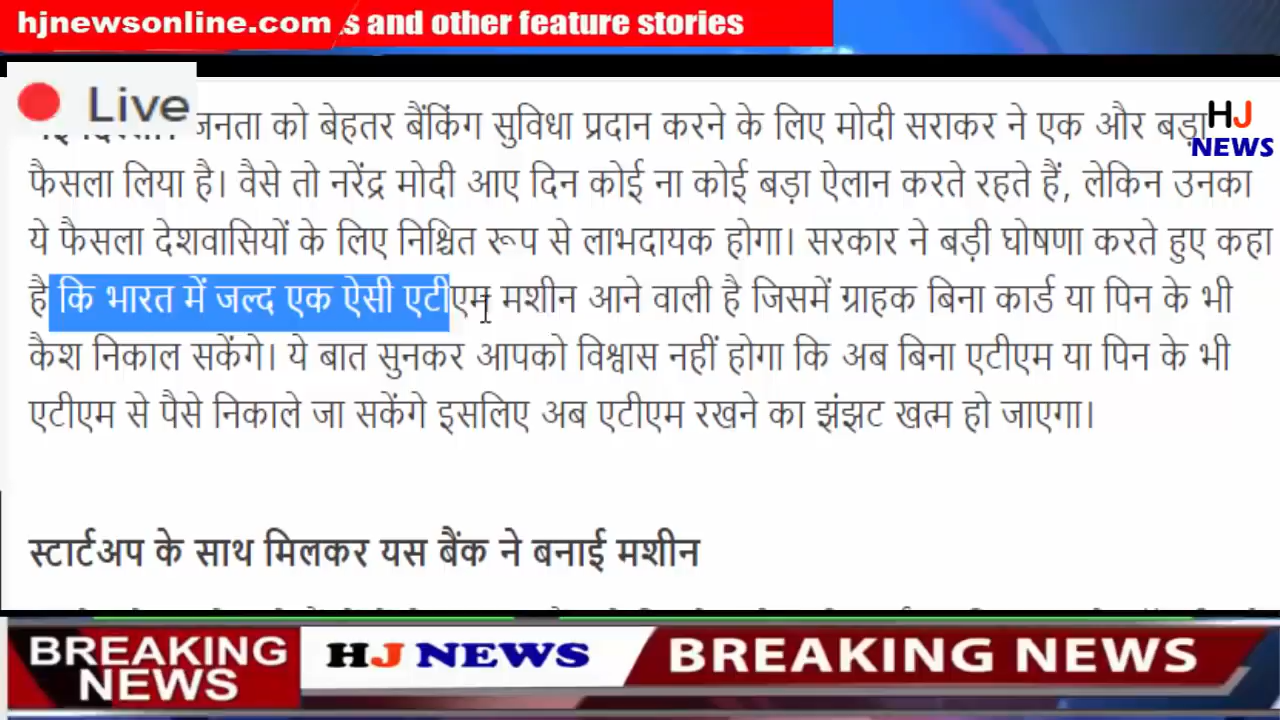 hjnewsonline.com s and other feature stories
Live
जनता को बेहतर बैंकिंग सुविधा प्रदान करने के लिए मोदी सराकर ने एक और बड़ा
HJ
NEWS
फैसला लिया है। वैसे तो नरेंद्र मोदी आए दिन कोई ना कोई बड़ा ऐलान करते रहते हैं, लेकिन उनका
ये फैसला देशवासियों के लिए निश्चित रूप से लाभदायक होगा। सरकार ने बड़ी घोषणा करते हुए कहा
है कि भारत में जल्द एक ऐसी एटीएम मशीन आने वाली है जिसमें ग्राहक बिना कार्ड या पिन के भी
कैश निकाल सकेंगे। ये बात सुनकर आपको विश्वास नहीं होगा कि अब बिना एटीएम या पिन के भी
एटीएम से पैसे निकाले जा सकेंगे इसलिए अब एटीएम रखने का झंझट खत्म हो जाएगा।
स्टार्टअप के साथ मिलकर यस बैंक ने बनाई मशीन
BREAKING
NEWS
HJ NEWS
BREAKING NEWS